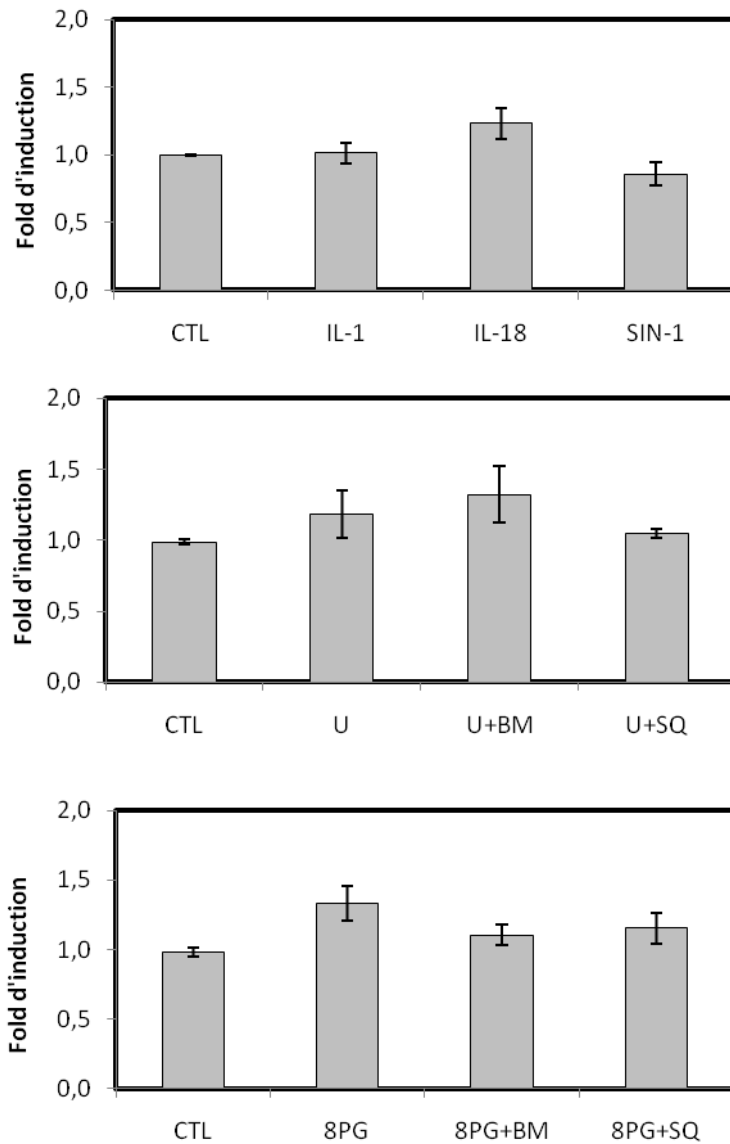 2,0
1,5
1,0
0,5
0,0
Fold d'induction
CTL IL-1 IL-18 SIN-1
2,0
1,5
1,0
0,5
0,0
Fold d'induction
CTL U U+BM U+SQ
2,0
1,5
1,0
0,5
0,0
Fold d'induction
CTL 8PG 8PG+BM 8PG+SQ